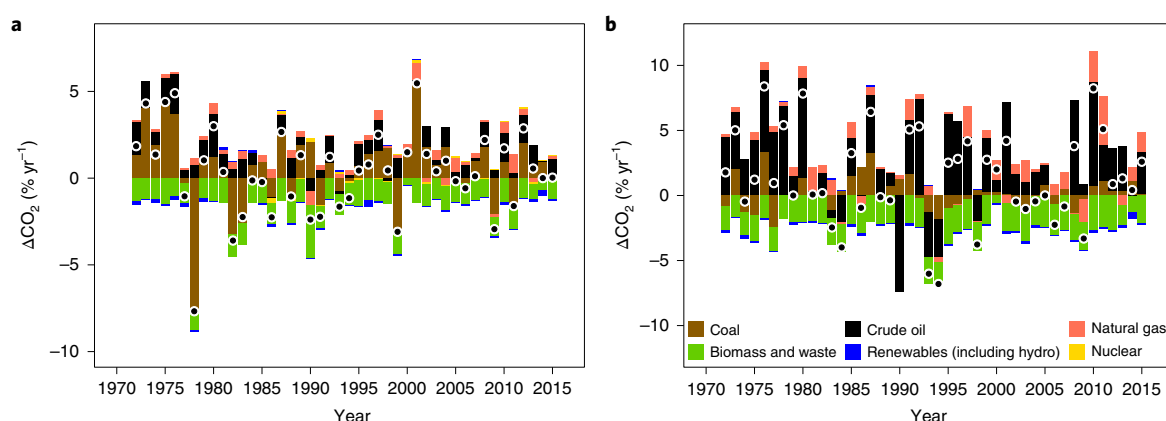 a
b
ΔCO2 (% yr−1)
5
0
−5
−10
1970 1975 1980 1985 1990 1995 2000 2005 2010 2015
Year
ΔCO2 (% yr−1)
10
5
0
−5
−10
Coal
Crude oil
Natural gas
Biomass and waste
Renewables (including hydro)
Nuclear
1970 1975 1980 1985 1990 1995 2000 2005 2010 2015
Year